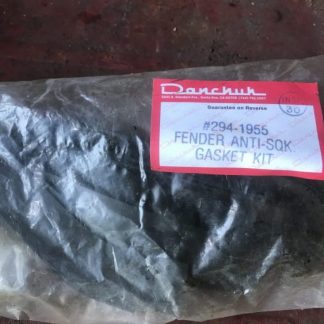 Danchuk
Guarantee on Reverse
#294-1955
FENDER ANTI-SQK
GASKET KIT